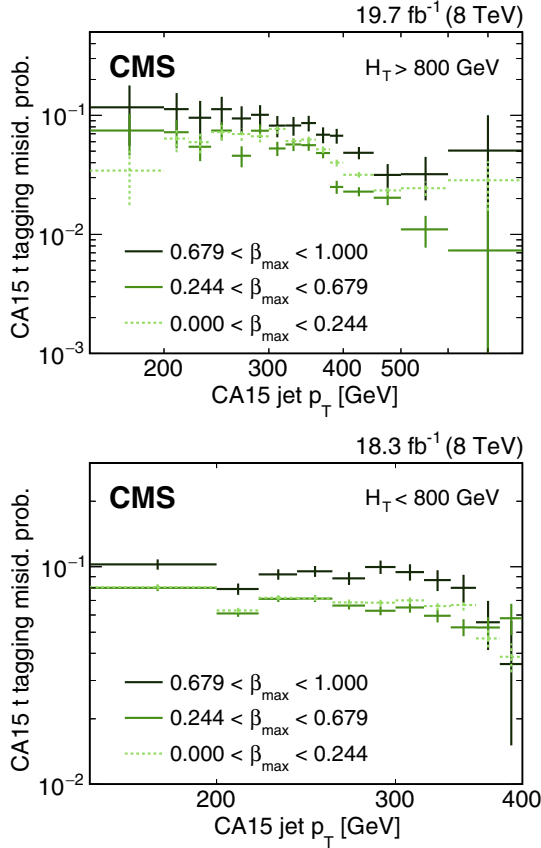 19.7 fb⁻¹ (8 TeV)
CMS
H_T > 800 GeV
CA15 t tagging misid. prob.
10⁻¹
10⁻²
10⁻³
0.679 < β_max < 1.000
0.244 < β_max < 0.679
0.000 < β_max < 0.244
200 300 400 500
CA15 jet p_T [GeV]
18.3 fb⁻¹ (8 TeV)
CMS
H_T < 800 GeV
CA15 t tagging misid. prob.
10⁻¹
10⁻²
0.679 < β_max < 1.000
0.244 < β_max < 0.679
0.000 < β_max < 0.244
200 300 400
CA15 jet p_T [GeV]